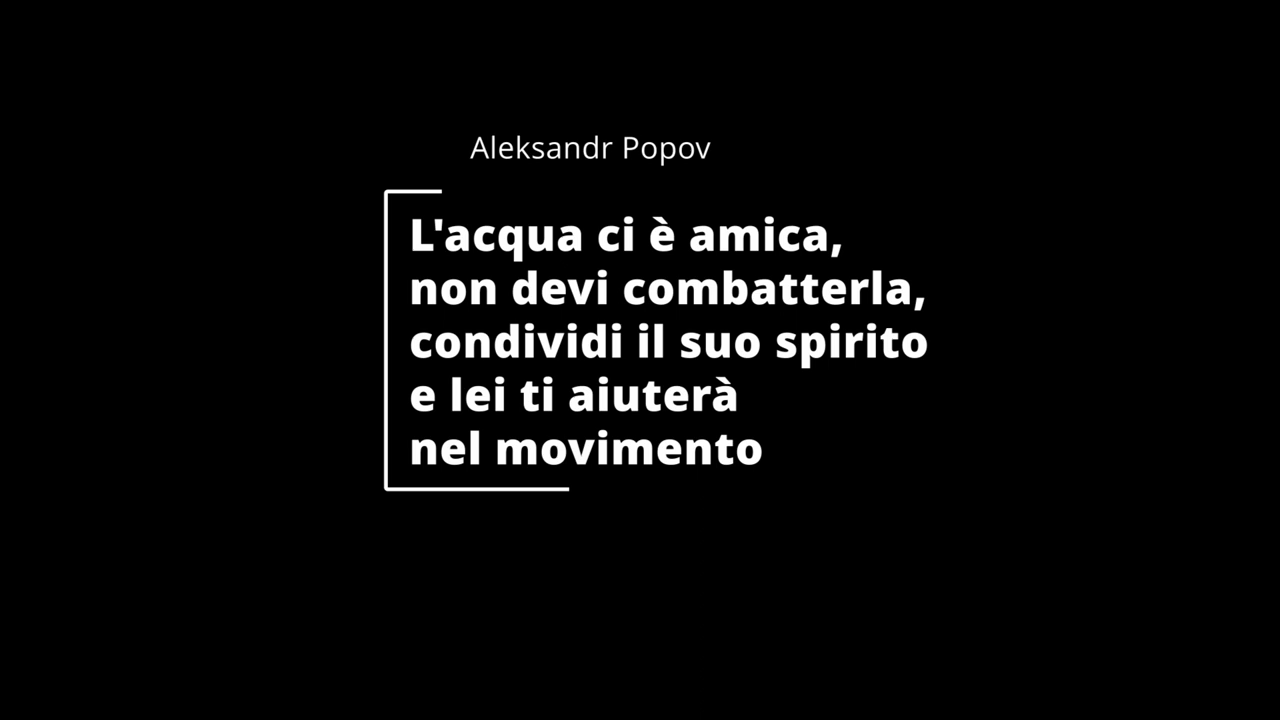 Aleksandr Popov
L'acqua ci è amica,
non devi combatterla,
condividi il suo spirito
e lei ti aiuterà
nel movimento